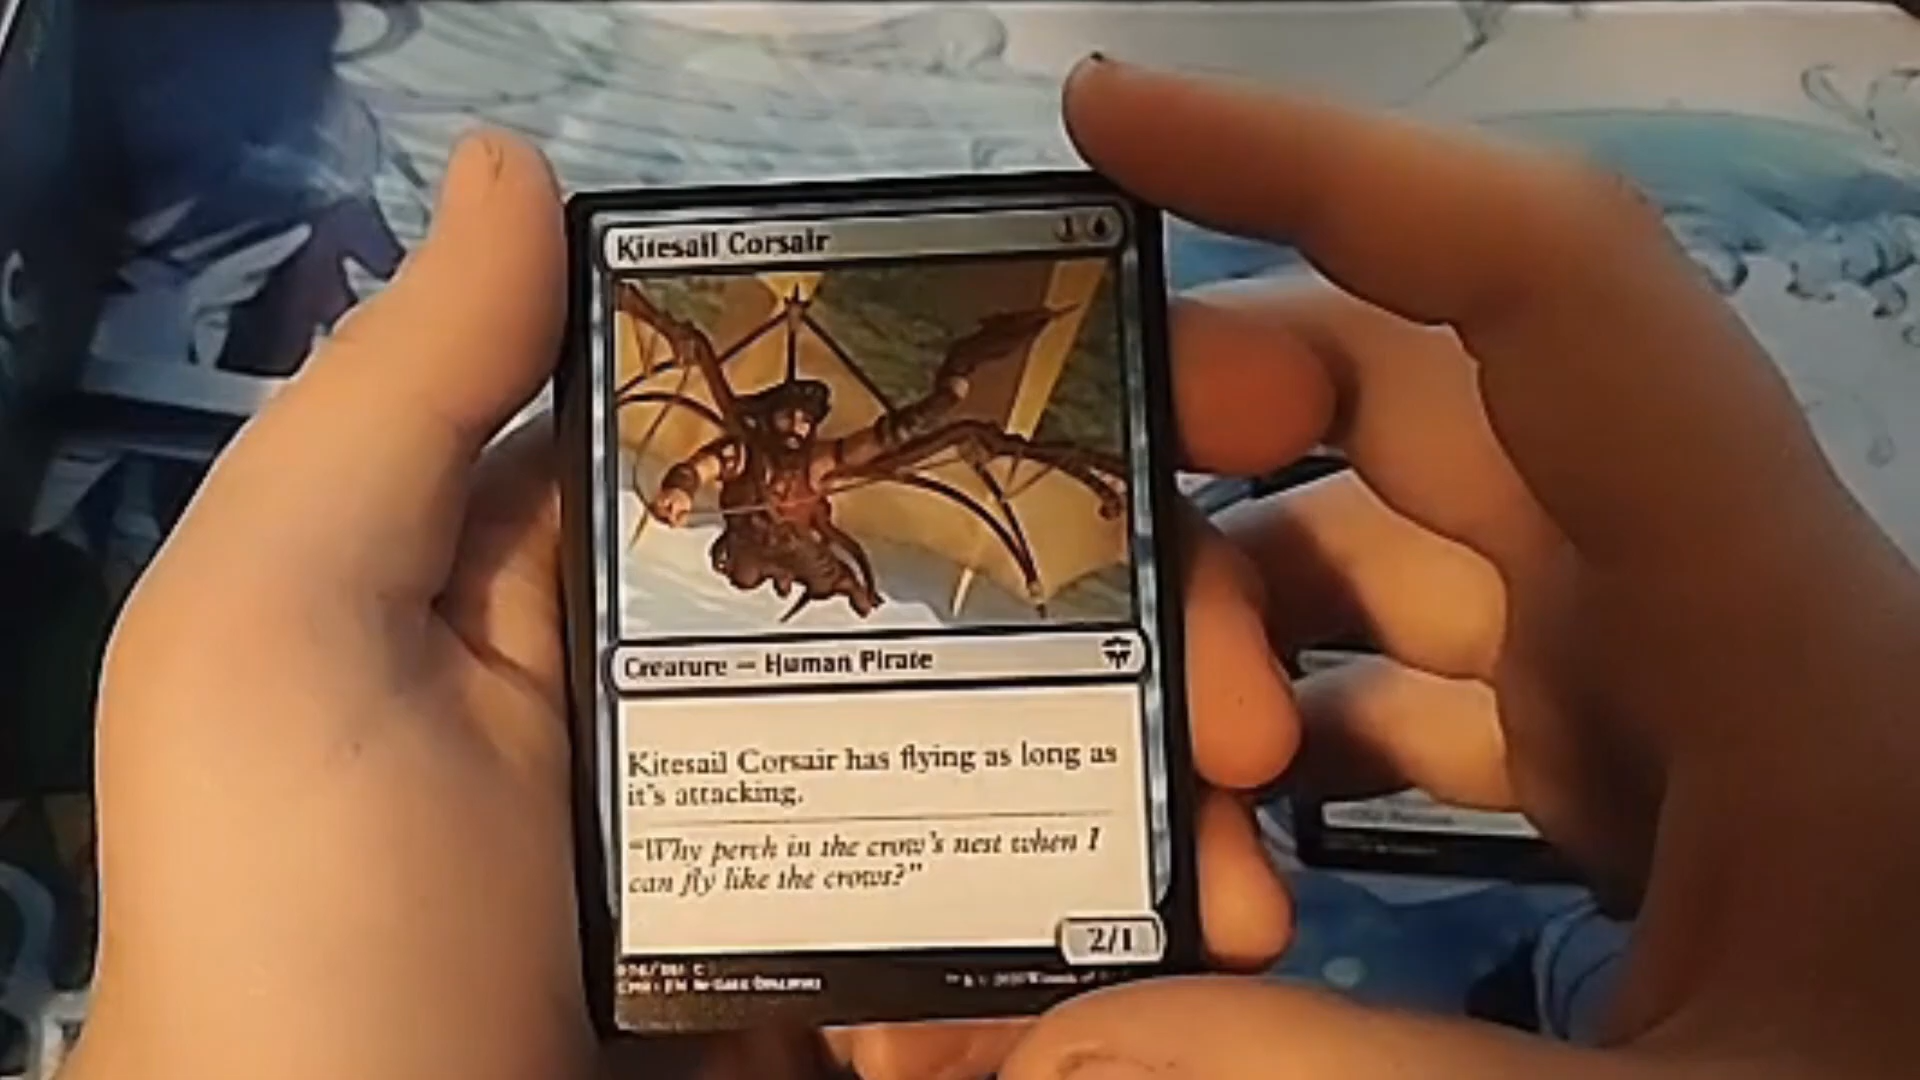 Kitesail Corsair 1
Creature — Human Pirate
Kitesail Corsair has flying as long as
it's attacking.
"Why perch in the crow's nest when I
can fly like the crows?"
2/1